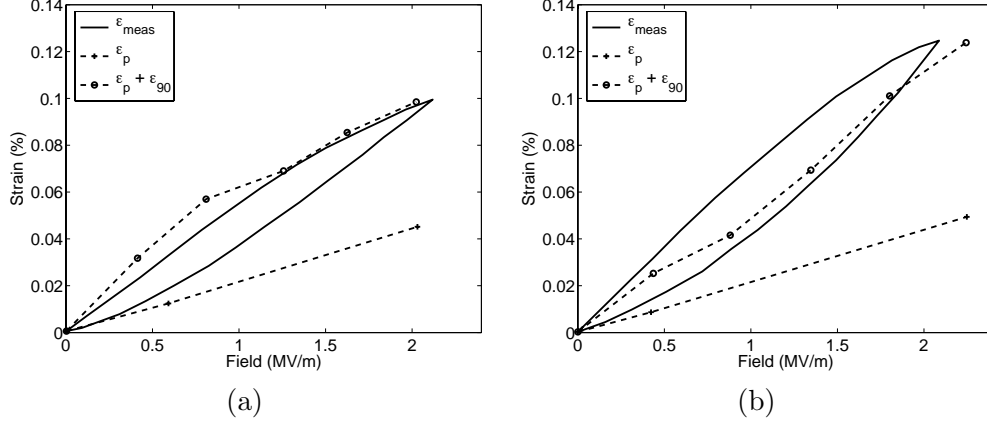 0.14
0.12
0.1
0.08
0.06
0.04
0.02
0
Strain (%)
ε_meas
ε_p
ε_p + ε_90
0 0.5 1 1.5 2
Field (MV/m)
(a)
0.14
0.12
0.1
0.08
0.06
0.04
0.02
0
Strain (%)
ε_meas
ε_p
ε_p + ε_90
0 0.5 1 1.5 2
Field (MV/m)
(b)